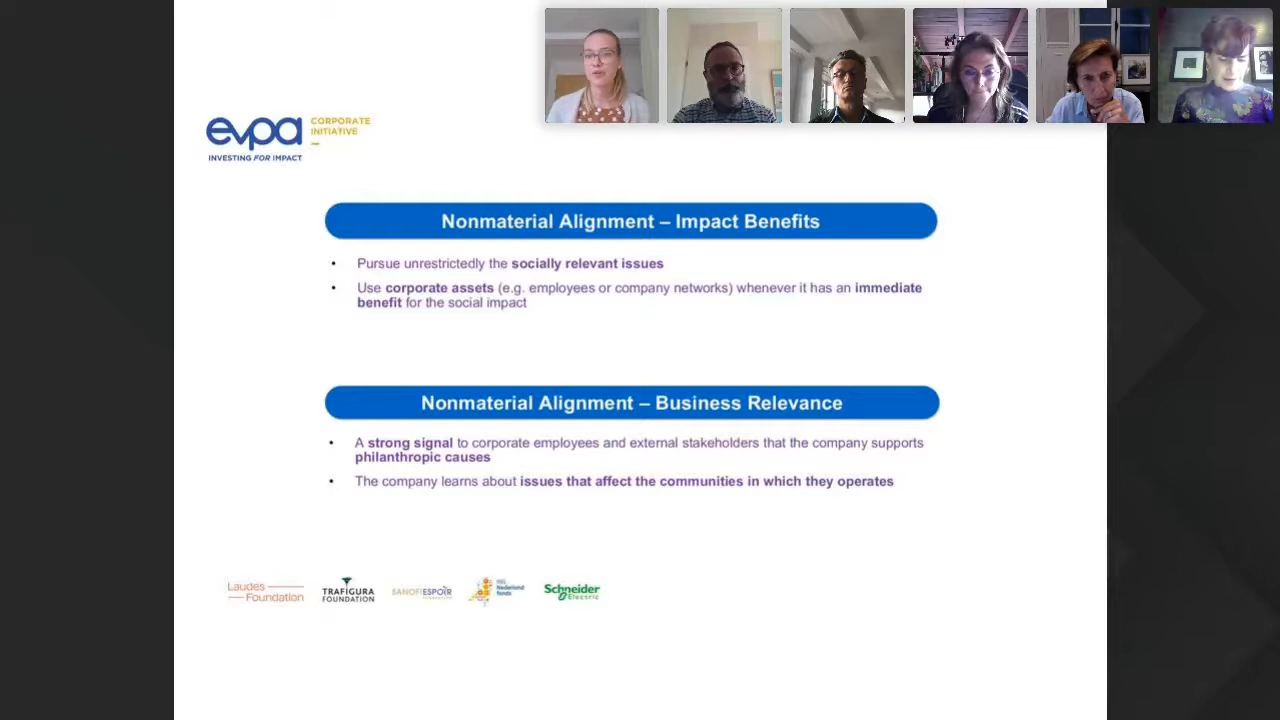 evpa
CORPORATE
INITIATIVE
INVESTING FOR IMPACT
Nonmaterial Alignment – Impact Benefits
• Pursue unrestrictedly the socially relevant issues
• Use corporate assets (e.g. employees or company networks) whenever it has an immediate
benefit for the social impact
Nonmaterial Alignment – Business Relevance
• A strong signal to corporate employees and external stakeholders that the company supports
philanthropic causes
• The company learns about issues that affect the communities in which they operates
Laudes
Foundation
TRAFIGURA
FOUNDATION
SANOFI ESPOIR
Nederland
fonds
Schneider
Electric